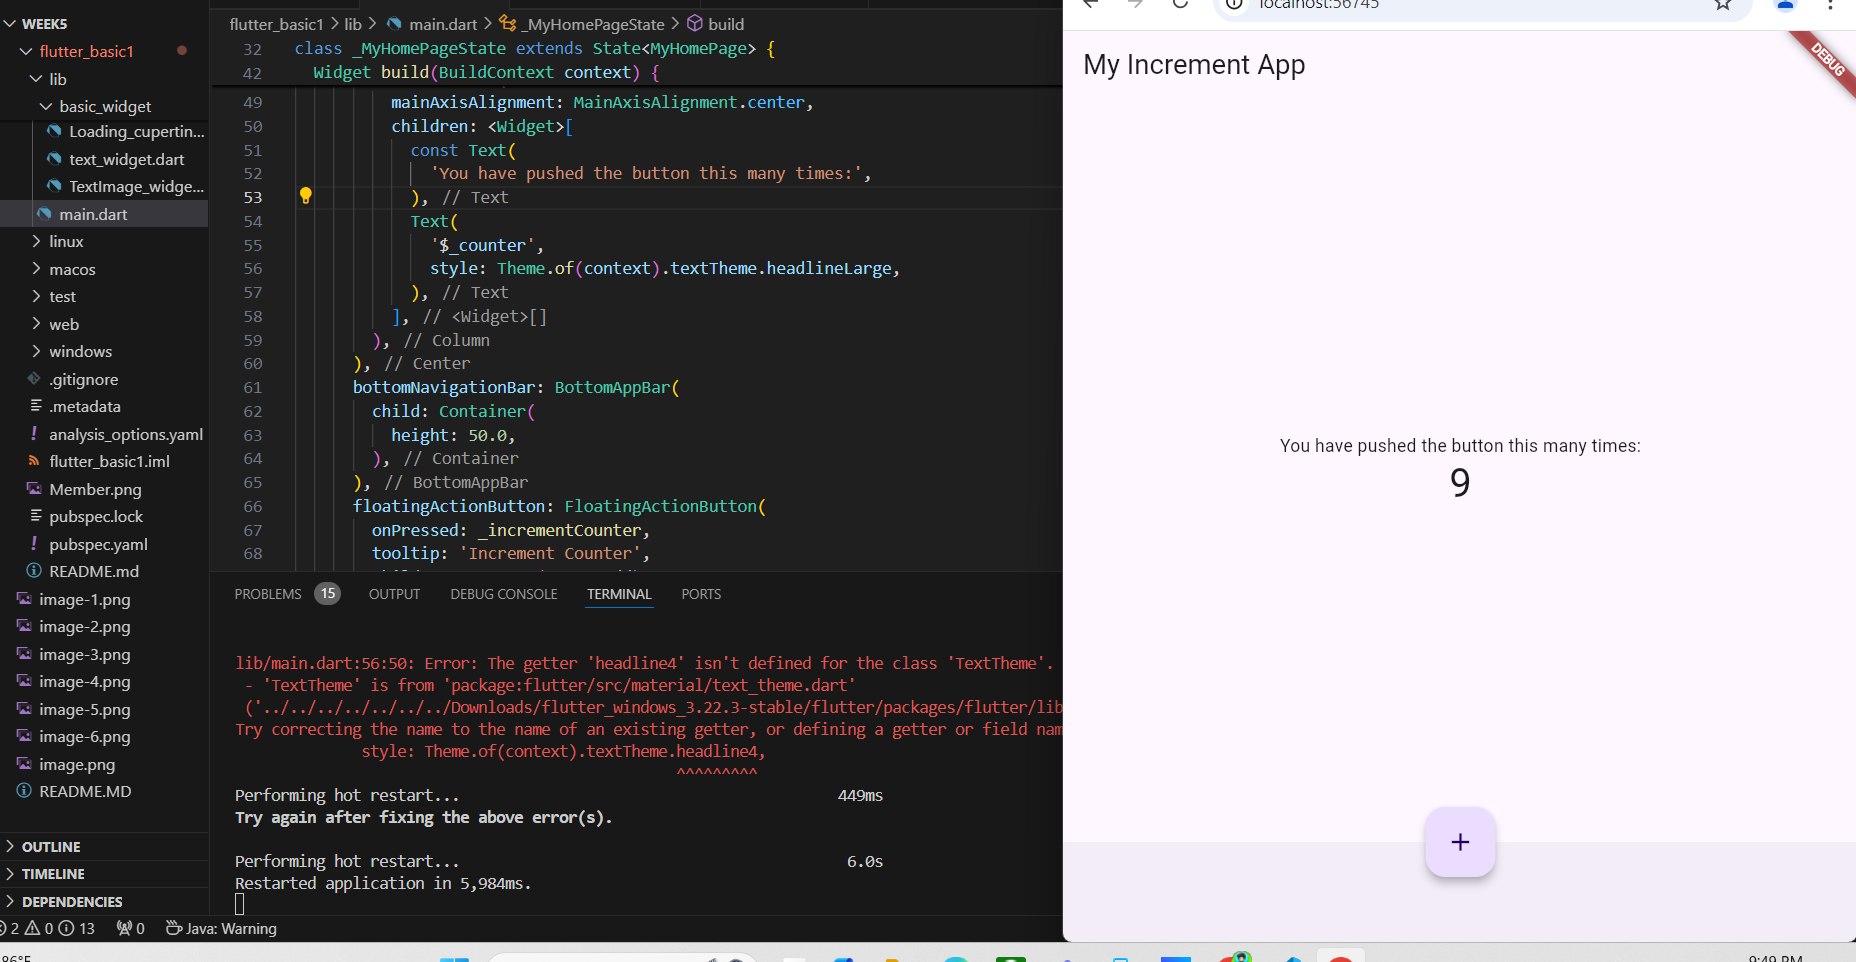 WEEK5
flutter_basic1
lib
basic_widget
Loading_cupertin...
text_widget.dart
TextImage_widge...
main.dart
linux
macos
test
web
windows
.gitignore
.metadata
analysis_options.yaml
flutter_basic1.iml
Member.png
pubspec.lock
pubspec.yaml
README.md
image-1.png
image-2.png
image-3.png
image-4.png
image-5.png
image-6.png
image.png
README.MD
OUTLINE
TIMELINE
DEPENDENCIES
2 0 13 0 Java: Warning
86°F
flutter_basic1 > lib > main.dart > _MyHomePageState > build
32 class _MyHomePageState extends State<MyHomePage> {
42 Widget build(BuildContext context) {
49 mainAxisAlignment: MainAxisAlignment.center,
50 children: <Widget>[
51 const Text(
52 'You have pushed the button this many times:',
53 ), // Text
54 Text(
55 '$_counter',
56 style: Theme.of(context).textTheme.headlineLarge,
57 ), // Text
58 ], // <Widget>[]
59 ), // Column
60 ), // Center
61 bottomNavigationBar: BottomAppBar(
62 child: Container(
63 height: 50.0,
64 ), // Container
65 ), // BottomAppBar
66 floatingActionButton: FloatingActionButton(
67 onPressed: _incrementCounter,
68 tooltip: 'Increment Counter',
PROBLEMS 15 OUTPUT DEBUG CONSOLE TERMINAL PORTS
lib/main.dart:56:50: Error: The getter 'headline4' isn't defined for the class 'TextTheme'.
- 'TextTheme' is from 'package:flutter/src/material/text_theme.dart'
('../../../../../../../Downloads/flutter_windows_3.22.3-stable/flutter/packages/flutter/lib
Try correcting the name to the name of an existing getter, or defining a getter or field nam
style: Theme.of(context).textTheme.headline4,
^^^^^^^^^
Performing hot restart... 449ms
Try again after fixing the above error(s).
Performing hot restart... 6.0s
Restarted application in 5,984ms.
localhost:56745
My Increment App
DEBUG
You have pushed the button this many times:
9
+
9:49 PM